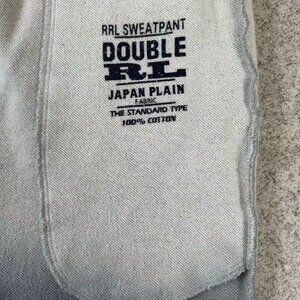 RRL SWEATPANT
DOUBLE
RL
JAPAN PLAIN
FABRIC
THE STANDARD TYPE
100% COTTON